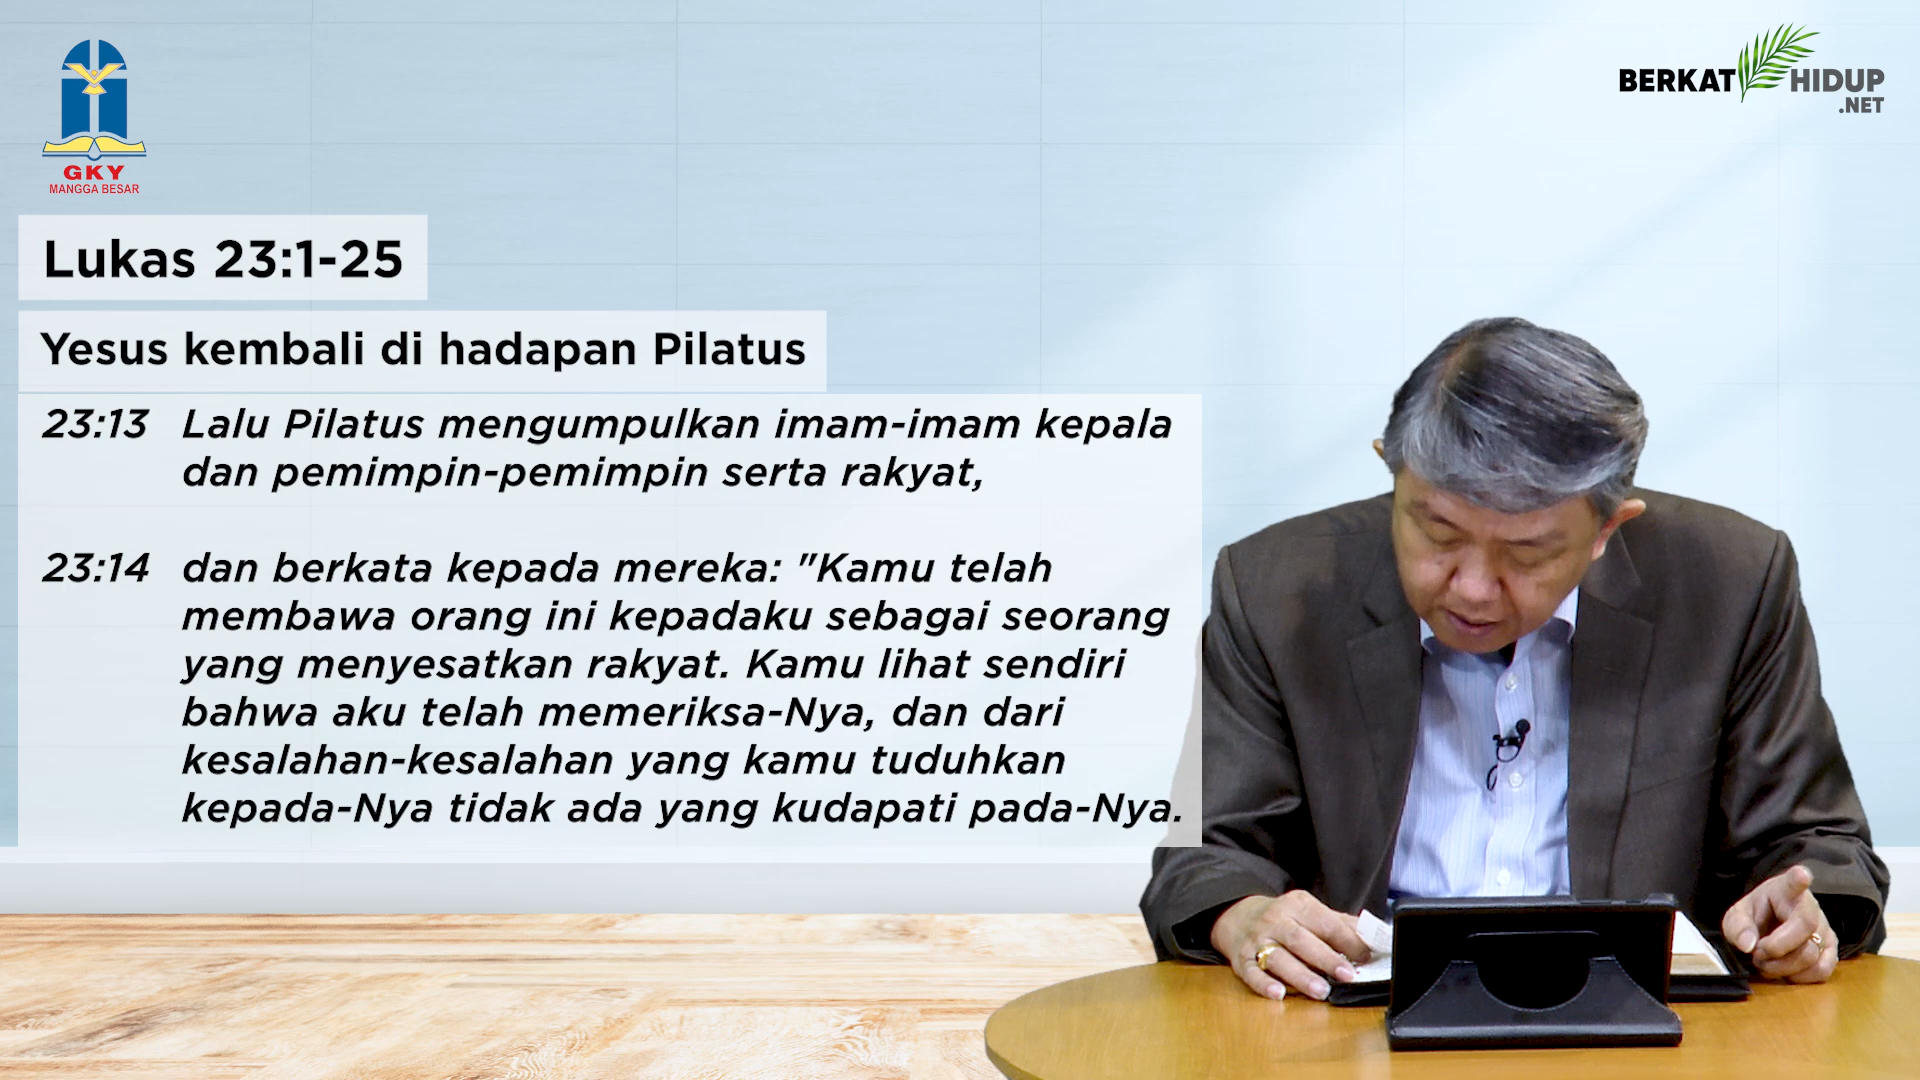 GKY
MANGGA BESAR
BERKAT HIDUP
.NET
Lukas 23:1-25
Yesus kembali di hadapan Pilatus
23:13 Lalu Pilatus mengumpulkan imam-imam kepala
dan pemimpin-pemimpin serta rakyat,
23:14 dan berkata kepada mereka: "Kamu telah
membawa orang ini kepadaku sebagai seorang
yang menyesatkan rakyat. Kamu lihat sendiri
bahwa aku telah memeriksa-Nya, dan dari
kesalahan-kesalahan yang kamu tuduhkan
kepada-Nya tidak ada yang kudapati pada-Nya.